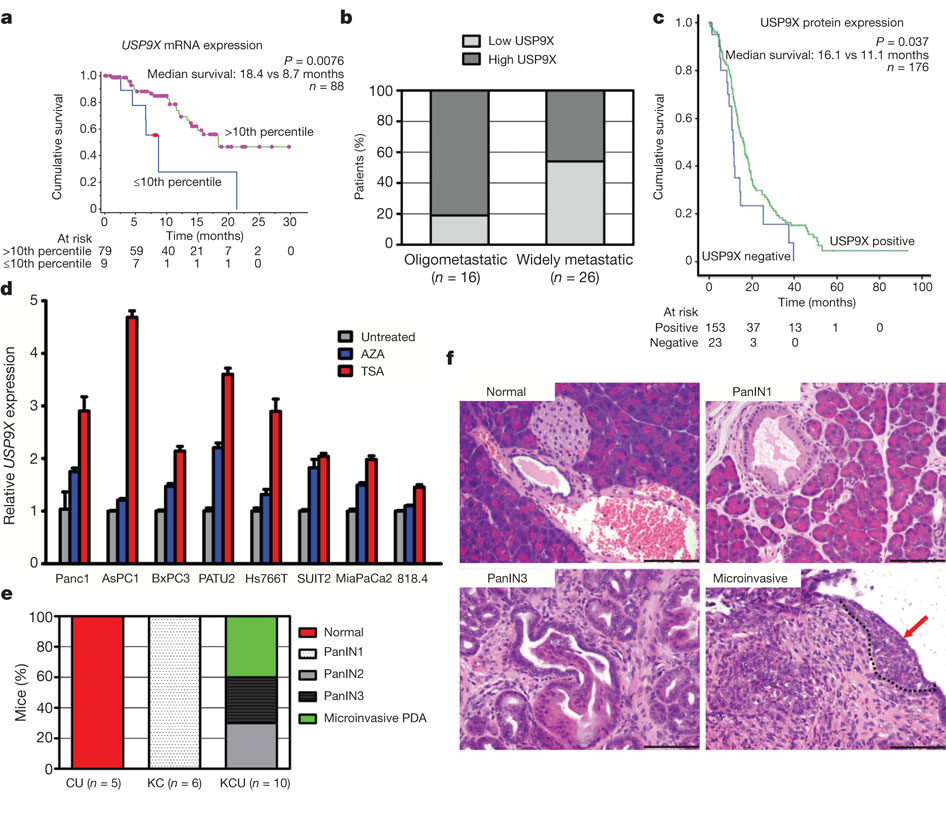 a
USP9X mRNA expression
P = 0.0076
Median survival: 18.4 vs 8.7 months
n = 88
Cumulative survival
1.0
0.8
0.6
0.4
0.2
0
>10th percentile
≤10th percentile
0 5 10 15 20 25 30
Time (months)
At risk
>10th percentile 79 59 40 21 7 2 0
≤10th percentile 9 7 1 1 1 0
b
Low USP9X
High USP9X
Patients (%)
100
80
60
40
20
0
Oligometastatic Widely metastatic
(n = 16) (n = 26)
c
USP9X protein expression
P = 0.037
Median survival: 16.1 vs 11.1 months
n = 176
Cumulative survival
1.0
0.8
0.6
0.4
0.2
0
USP9X positive
USP9X negative
0 20 40 60 80 100
Time (months)
At risk
Positive 153 37 13 1 0
Negative 23 3 0
d
Relative USP9X expression
5
4
3
2
1
0
Untreated
AZA
TSA
Panc1 AsPC1 BxPC3 PATU2 Hs766T SUIT2 MiaPaCa2 818.4
e
Mice (%)
100
80
60
40
20
0
Normal
PanIN1
PanIN2
PanIN3
Microinvasive PDA
CU (n = 5) KC (n = 6) KCU (n = 10)
f
Normal
PanIN1
PanIN3
Microinvasive